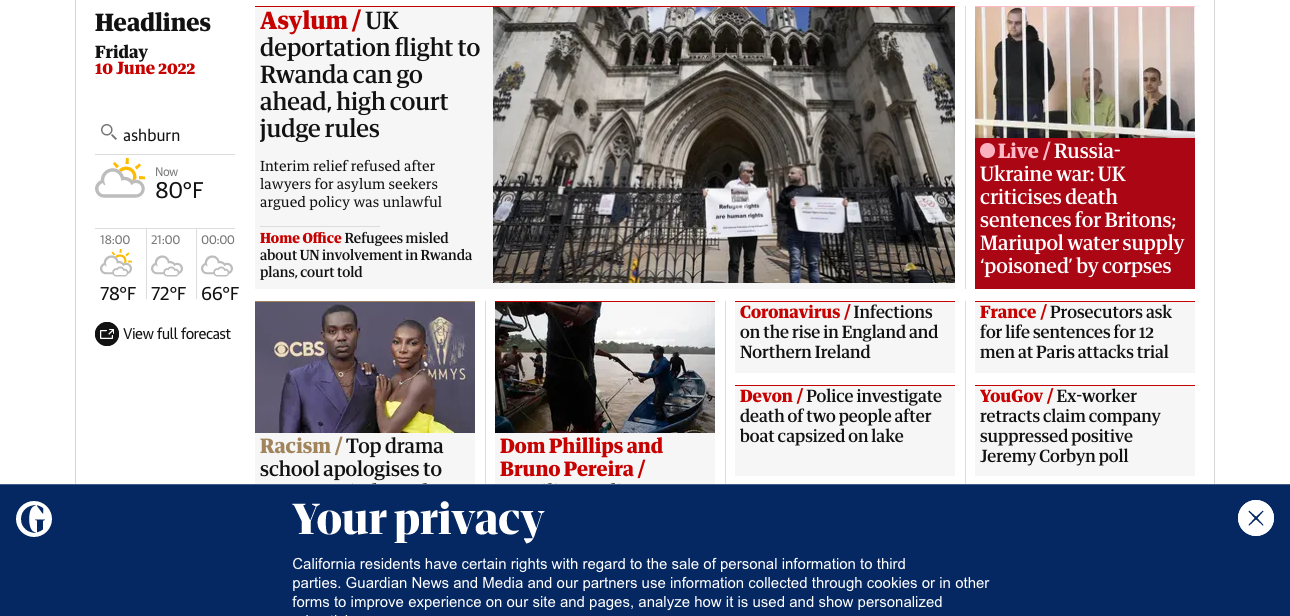 Headlines
Friday
10 June 2022
ashburn
Now
80°F
18:00
21:00
00:00
78°F
72°F
66°F
View full forecast
Asylum / UK
deportation flight to
Rwanda can go
ahead, high court
judge rules
Interim relief refused after
lawyers for asylum seekers
argued policy was unlawful
Home Office Refugees misled
about UN involvement in Rwanda
plans, court told
Refugee rights
are human rights
Live / Russia-
Ukraine war: UK
criticises death
sentences for Britons;
Mariupol water supply
‘poisoned’ by corpses
CBS
MMYS
Racism / Top drama
school apologises to
Dom Phillips and
Bruno Pereira /
Coronavirus / Infections
on the rise in England and
Northern Ireland
Devon / Police investigate
death of two people after
boat capsized on lake
France / Prosecutors ask
for life sentences for 12
men at Paris attacks trial
YouGov / Ex-worker
retracts claim company
suppressed positive
Jeremy Corbyn poll
G
Your privacy
California residents have certain rights with regard to the sale of personal information to third
parties. Guardian News and Media and our partners use information collected through cookies or in other
forms to improve experience on our site and pages, analyze how it is used and show personalized